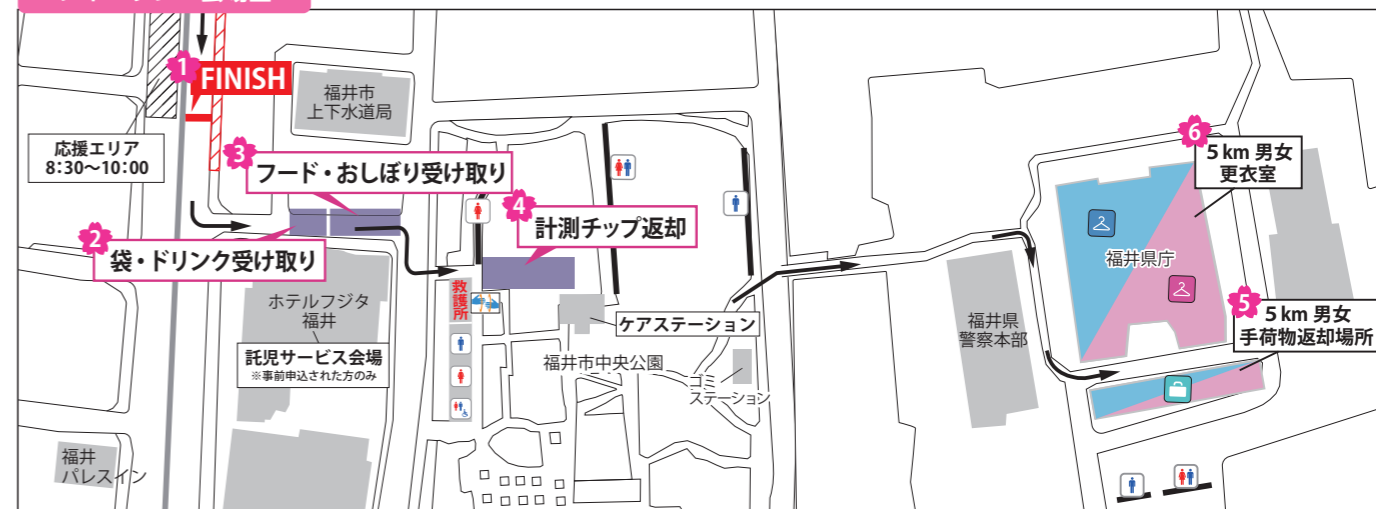 1
FINISH
福井市
上下水道局
応援エリア
8:30～10:00
3
フード・おしぼり受け取り
2
袋・ドリンク受け取り
4
計測チップ返却
6
5km 男女
更衣室
福井県庁
5
5km 男女
手荷物返却場所
救護所
ホテルフジタ
福井
託児サービス会場
※事前申込された方のみ
ケアステーション
福井市中央公園
ゴミ
ステーション
福井県
警察本部
福井
パレスイン